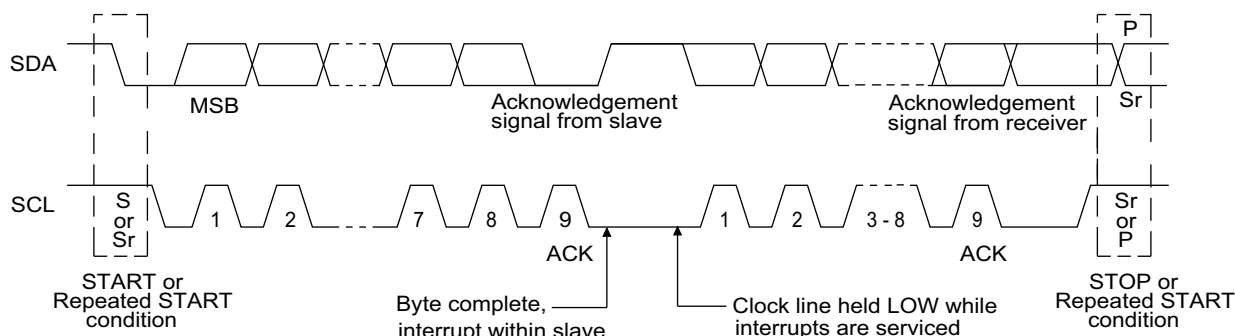 P
SDA
MSB
Acknowledgement
signal from slave
Acknowledgement
signal from receiver
Sr
SCL
S
or
Sr
1
2
7
8
9
1
2
3 - 8
9
Sr
or
P
ACK
ACK
START or
Repeated START
condition
Byte complete,
interrupt within slave
Clock line held LOW while
interrupts are serviced
STOP or
Repeated START
condition